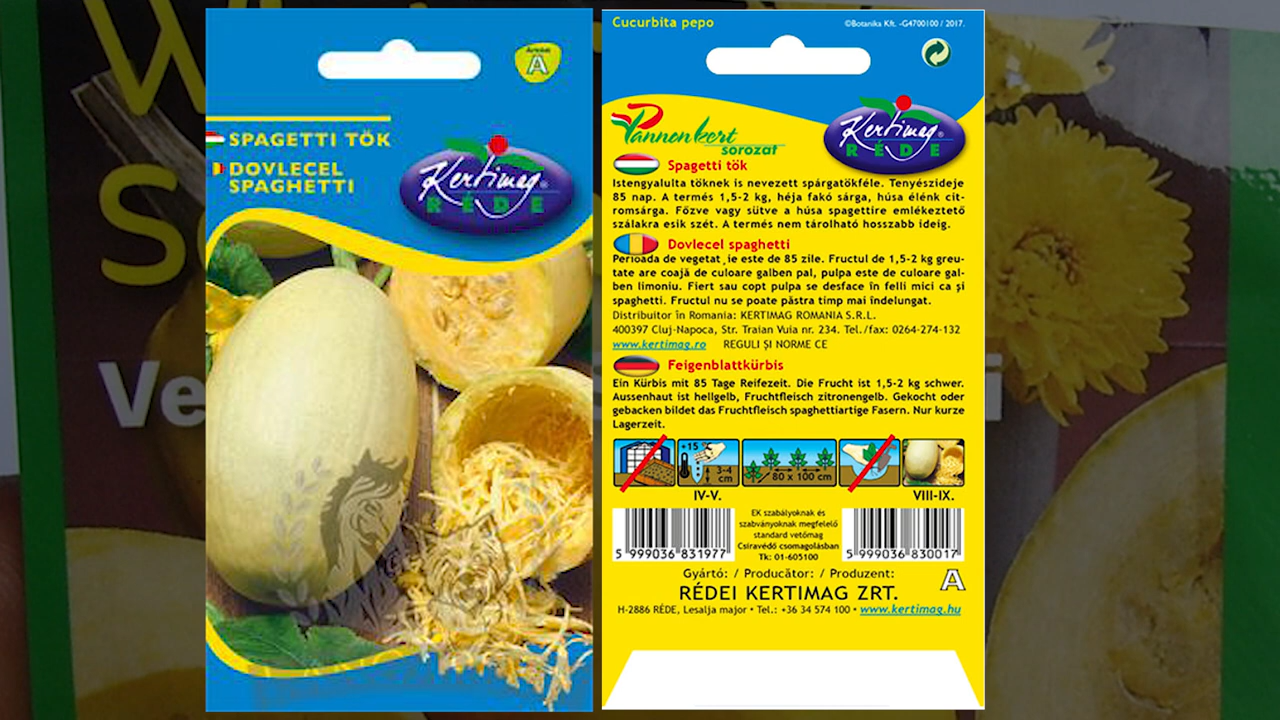 Árkód:
A
SPAGETTI TÖK
DOVLECEL
SPAGHETTI
Kertimag®
RÉDE
Cucurbita pepo
©Botanika Kft. -G4700100 / 2017.
Pannonkert
sorozat
Kertimag®
RÉDE
Spagetti tök
Istengyalulta töknek is nevezett spárgatökféle. Tenyészideje
85 nap. A termés 1,5-2 kg, héja fakó sárga, húsa élénk cit-
romsárga. Főzve vagy sütve a húsa spagettire emlékeztető
szálakra esik szét. A termés nem tárolható hosszabb ideig.
Dovlecel spaghetti
Perioada de vegetaț ie este de 85 zile. Fructul de 1,5-2 kg greu-
tate are coajă de culoare galben pal, pulpa este de culoare gal-
ben limoniu. Fiert sau copt pulpa se desface în felli mici ca și
spaghetti. Fructul nu se poate păstra timp mai îndelungat.
Distribuitor în Romania: KERTIMAG ROMANIA S.R.L.
400397 Cluj-Napoca, Str. Traian Vuia nr. 234. Tel./fax: 0264-274-132
www.kertimag.ro REGULI ȘI NORME CE
Feigenblattkürbis
Ein Kürbis mit 85 Tage Reifezeit. Die Frucht ist 1,5-2 kg schwer.
Aussenhaut ist hellgelb, Fruchtfleisch zitronengelb. Gekocht oder
gebacken bildet das Fruchtfleisch spaghettiartige Fasern. Nur kurze
Lagerzeit.
+15 °C
3-4
cm
80 x 100 cm
IV-V.
VIII-IX.
5 999036 831977
EK szabályoknak és
szabványoknak megfelelő
standard vetőmag
Csíravédő csomagolásban
Tk: 01-605100
5 999036 830017
Gyártó: / Producător: / Produzent:
A
RÉDEI KERTIMAG ZRT.
H-2886 RÉDE, Lesalja major • Tel.: +36 34 574 100 • www.kertimag.hu
Ve